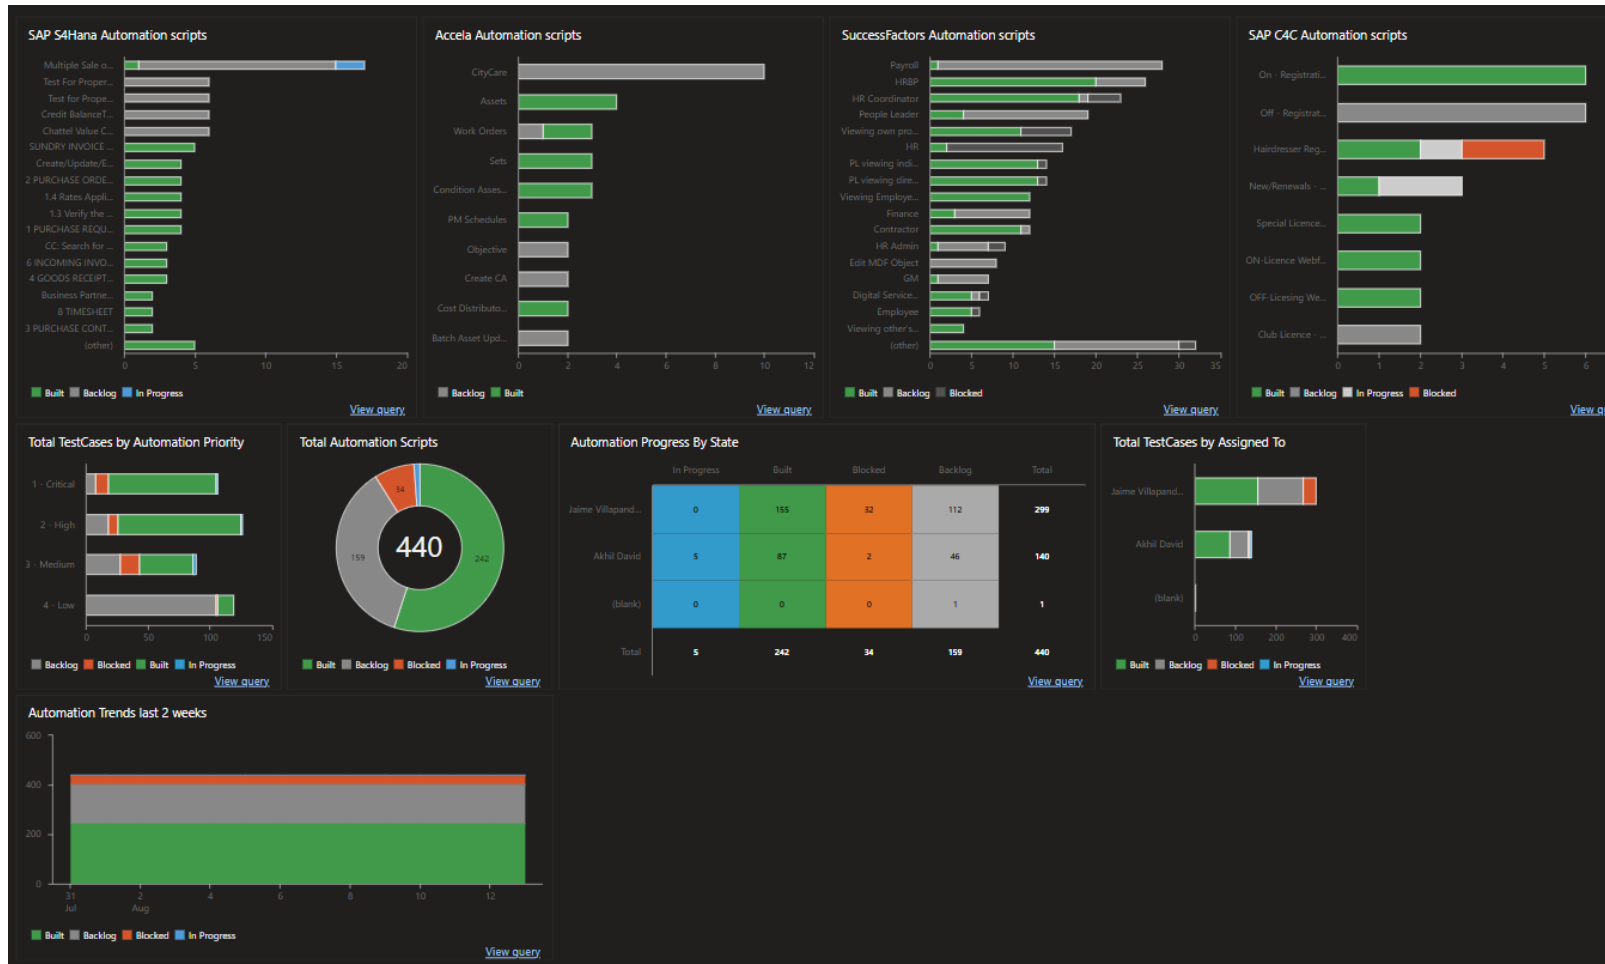 SAP S4Hana Automation scripts
Multiple Sale o...
Test For Proper...
Test for Prope...
Credit BalanceT...
Chattel Value C...
SUNDRY INVOICE ...
Create/Update/E...
2 PURCHASE ORDE...
1.4 Rates Appli...
1.3 Verify the ...
1 PURCHASE REQU...
CC: Search for ...
6 INCOMING INVO...
4 GOODS RECEIPT...
Business Partne...
8 TIMESHEET
3 PURCHASE CONT...
(other)
0 5 10 15 20
Built Backlog In Progress
View query
Accela Automation scripts
CityCare
Assets
Work Orders
Sets
Condition Asses...
PM Schedules
Objective
Create CA
Cost Distributo...
Batch Asset Upd...
0 2 4 6 8 10 12
Backlog Built
View query
SuccessFactors Automation scripts
Payroll
HRBP
HR Coordinator
People Leader
Viewing own pro...
HR
PL viewing indi...
PL viewing dire...
Viewing Employe...
Finance
Contractor
HR Admin
Edit MDF Object
GM
Digital Service...
Employee
Viewing other's...
(other)
0 5 10 15 20 25 30 35
Built Backlog Blocked
View query
SAP C4C Automation scripts
On - Registrati...
Off - Registrat...
Hairdresser Reg...
New/Renewals - ...
Special Licence...
ON-Licence Webf...
OFF-Licesing We...
Club Licence - ...
0 1 2 3 4 5 6
Built Backlog In Progress Blocked
View q
Total TestCases by Automation Priority
1 - Critical
2 - High
3 - Medium
4 - Low
0 50 100 150
Backlog Blocked Built In Progress
View query
Total Automation Scripts
34
159
440
242
Built Backlog Blocked In Progress
View query
Automation Progress By State
In Progress Built Blocked Backlog Total
Jaime Villapand... 0 155 32 112 299
Akhil David 5 87 2 46 140
(blank) 0 0 0 1 1
Total 5 242 34 159 440
View query
Total TestCases by Assigned To
Jaime Villapand...
Akhil David
(blank)
0 100 200 300 400
Built Backlog Blocked In Progress
View query
Automation Trends last 2 weeks
600
400
200
0
31 2 4 6 8 10 12
Jul Aug
Built Backlog Blocked In Progress
View query